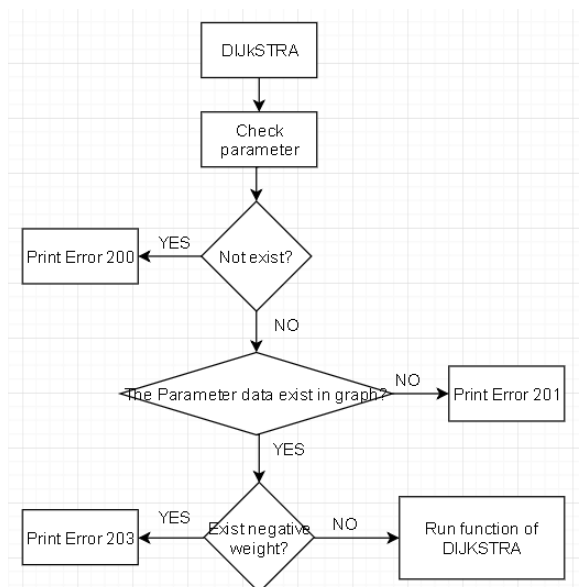 DIJkSTRA
Check
parameter
YES
Print Error 200
Not exist?
NO
The Parameter data exist in graph?
NO
Print Error 201
YES
Print Error 203
YES
Exist negative
weight?
NO
Run function of
DIJKSTRA